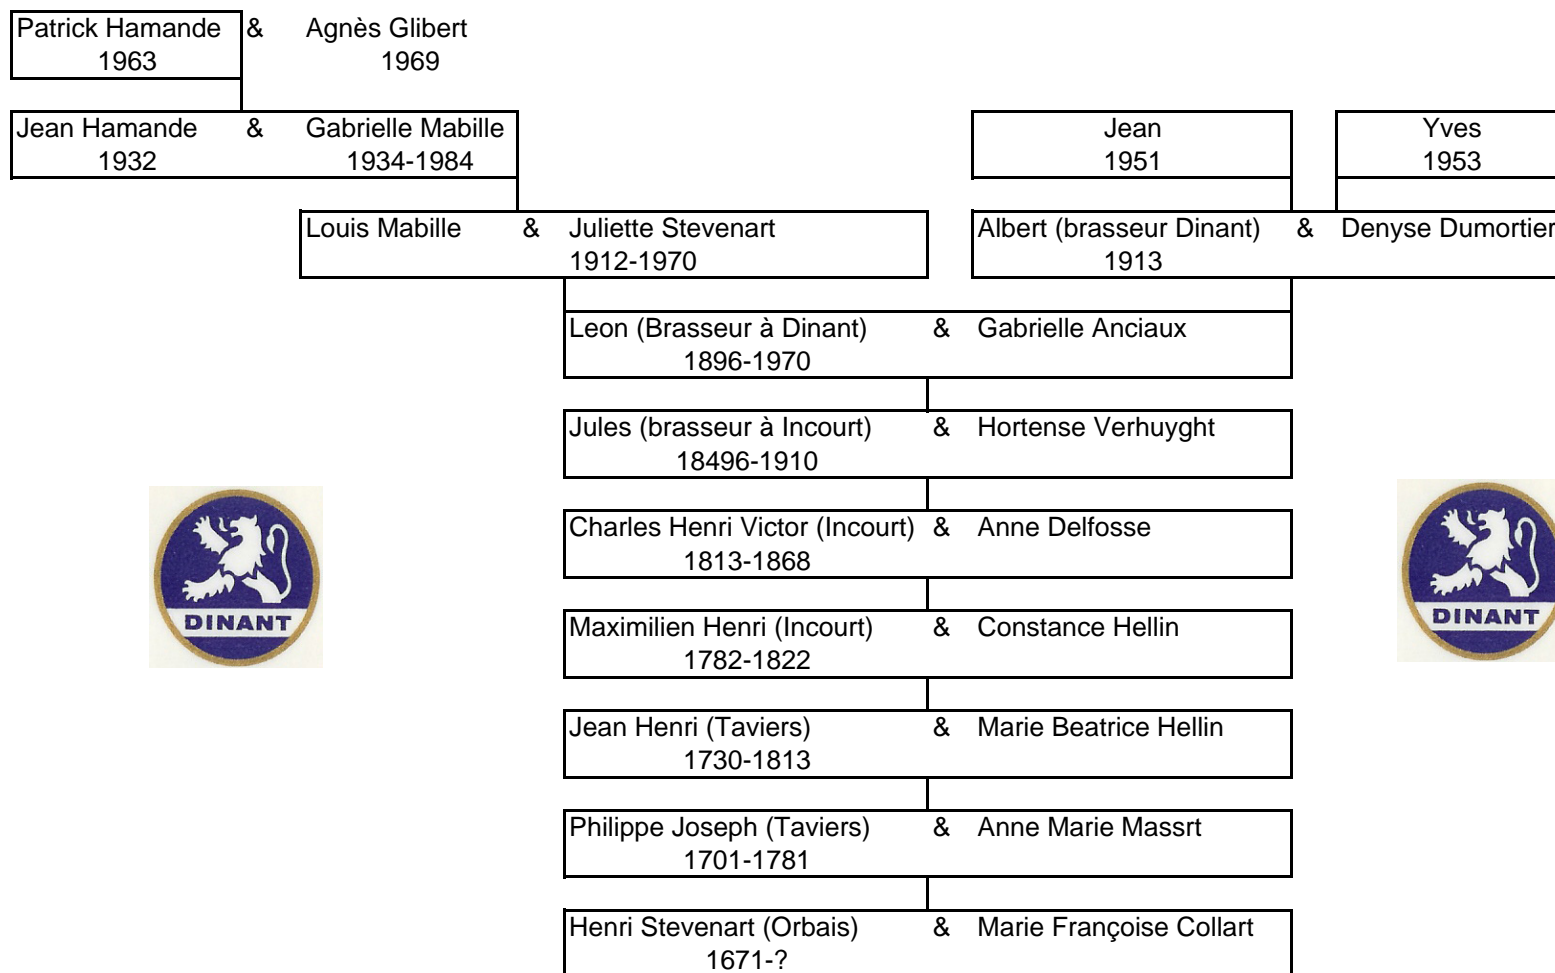 Patrick Hamande & Agnès Glibert
1963 1969
Jean Hamande & Gabrielle Mabille Jean Yves
1932 1934-1984 1951 1953
Louis Mabille & Juliette Stevenart Albert (brasseur Dinant) & Denyse Dumortier
1912-1970 1913
Leon (Brasseur à Dinant) & Gabrielle Anciaux
1896-1970
Jules (brasseur à Incourt) & Hortense Verhuyght
18496-1910
Charles Henri Victor (Incourt) & Anne Delfosse
1813-1868
DINANT DINANT
Maximilien Henri (Incourt) & Constance Hellin
1782-1822
Jean Henri (Taviers) & Marie Beatrice Hellin
1730-1813
Philippe Joseph (Taviers) & Anne Marie Massrt
1701-1781
Henri Stevenart (Orbais) & Marie Françoise Collart
1671-?